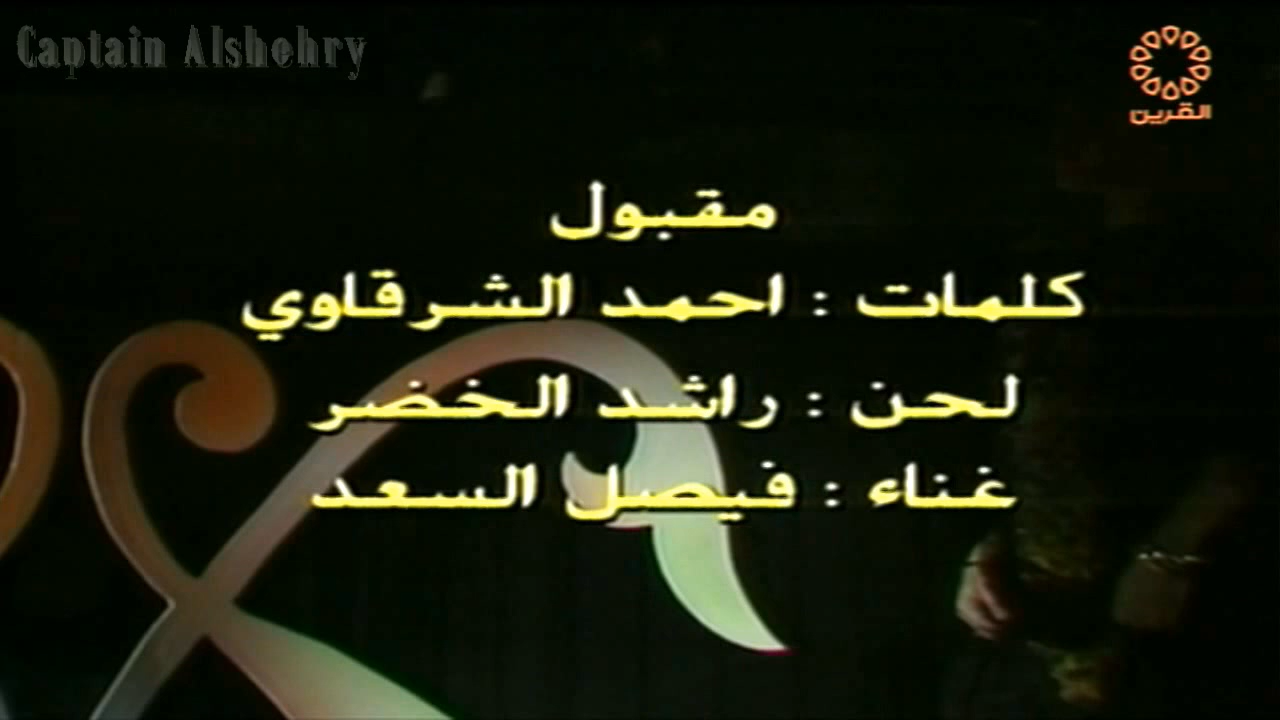 Captain Alshehry
القرين
مقبول
كلمات : احمد الشرقاوي
لحن : راشد الخضر
غناء : فيصل السعد